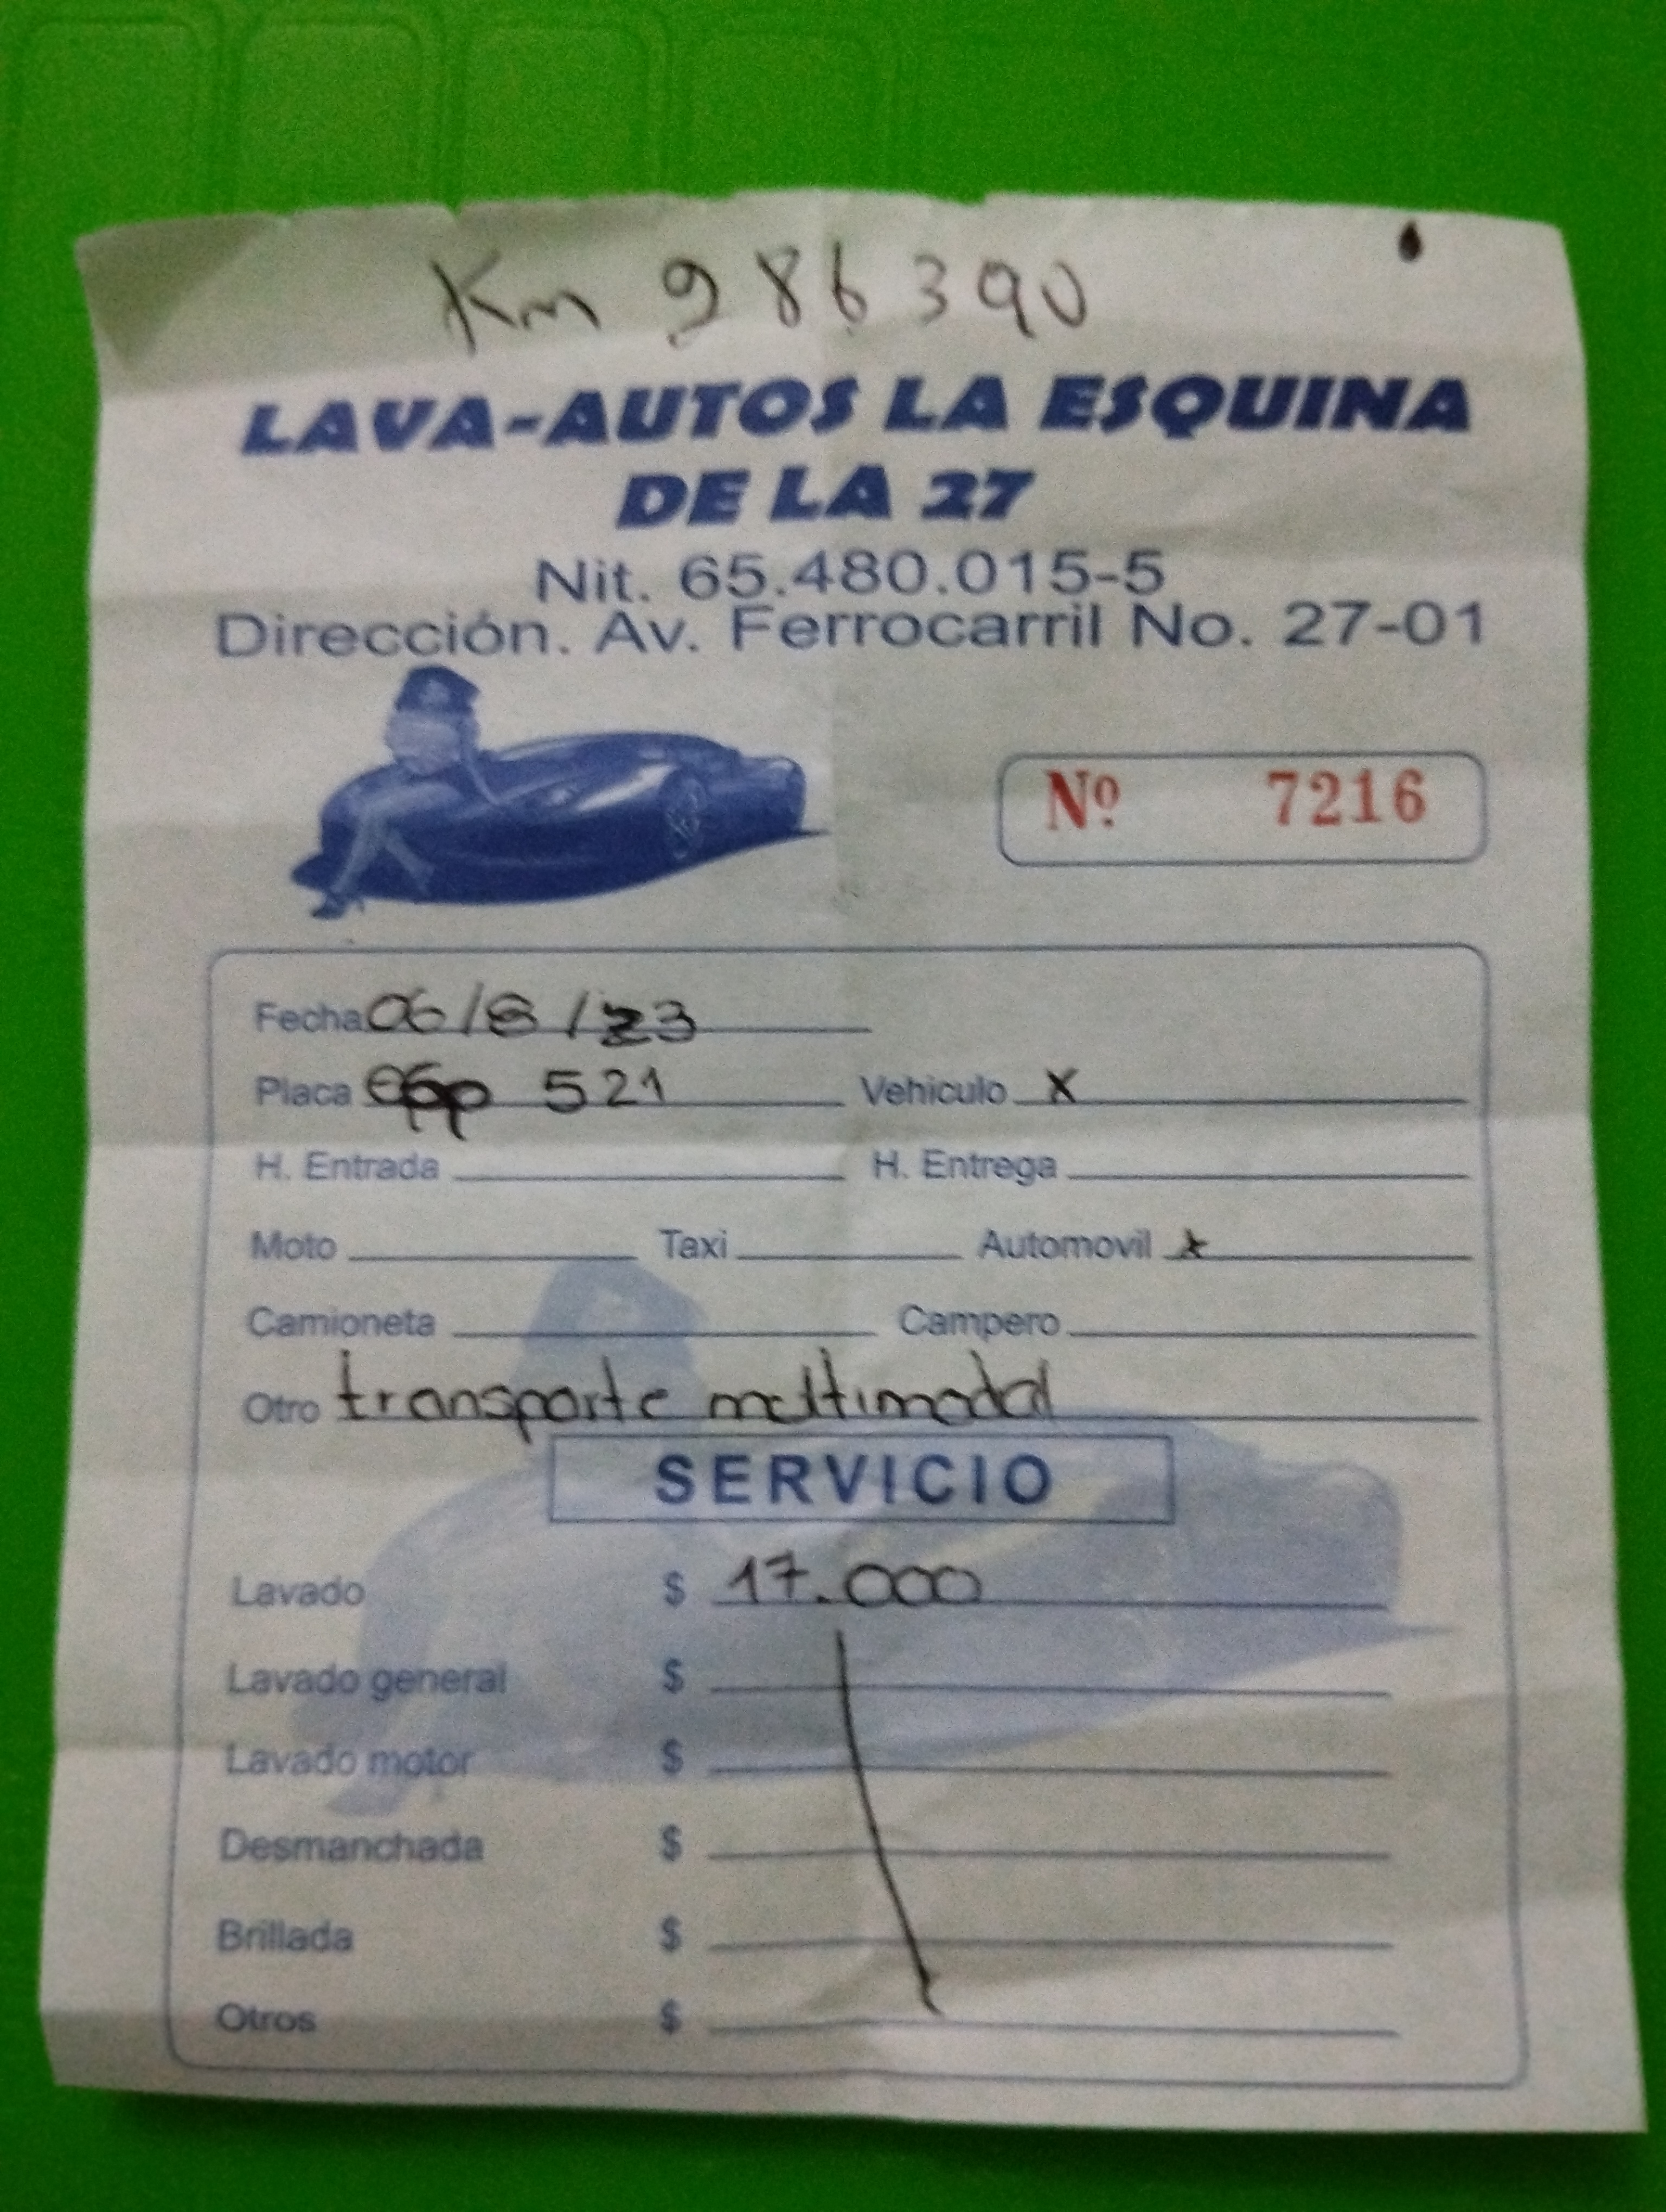 Km 986390
LAVA-AUTOS LA ESQUINA
DE LA 27
Nit. 65.480.015-5
Dirección. Av. Ferrocarril No. 27-01
Nº 7216
Fecha 06/8/23
Placa 521 Vehiculo X
H. Entrada H. Entrega
Moto Taxi Automovil x
Camioneta Campero
Otro transporte multimodal
SERVICIO
Lavado $ 17.000
Lavado general $
Lavado motor $
Desmanchada $
Brillada $
Otros $